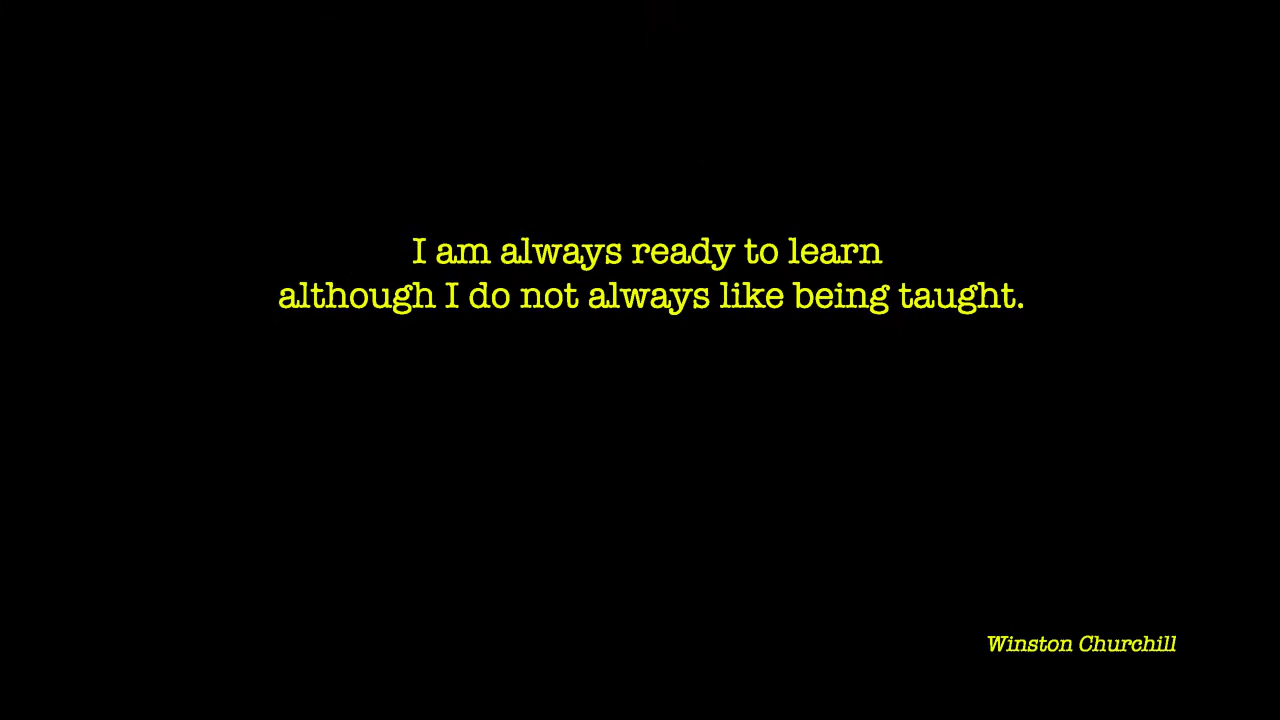 I am always ready to learn
although I do not always like being taught.
Winston Churchill